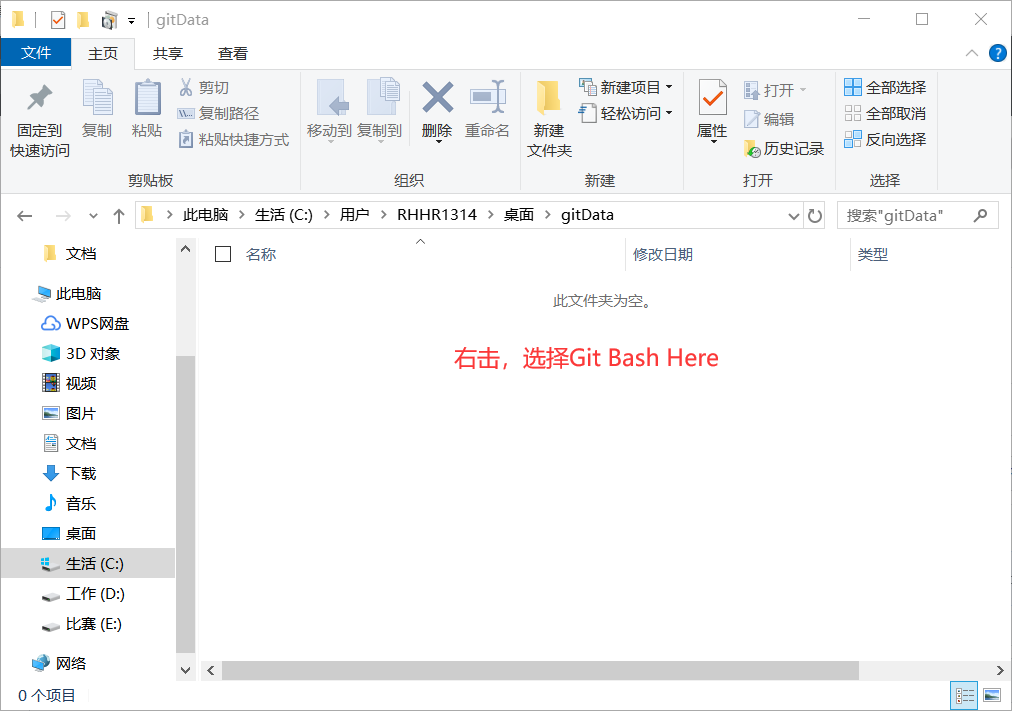 gitData
文件 主页 共享 查看
固定到
快速访问
复制
粘贴
剪切
复制路径
粘贴快捷方式
剪贴板
移动到 复制到 删除 重命名
组织
新建
文件夹
新建项目
轻松访问
新建
属性
打开
编辑
历史记录
打开
全部选择
全部取消
反向选择
选择
此电脑 生活 (C:) 用户 RHHR1314 桌面 gitData
搜索"gitData"
名称 修改日期 类型
此文件夹为空。
右击，选择Git Bash Here
文档
此电脑
WPS网盘
3D 对象
视频
图片
文档
下载
音乐
桌面
生活 (C:)
工作 (D:)
比赛 (E:)
网络
0 个项目